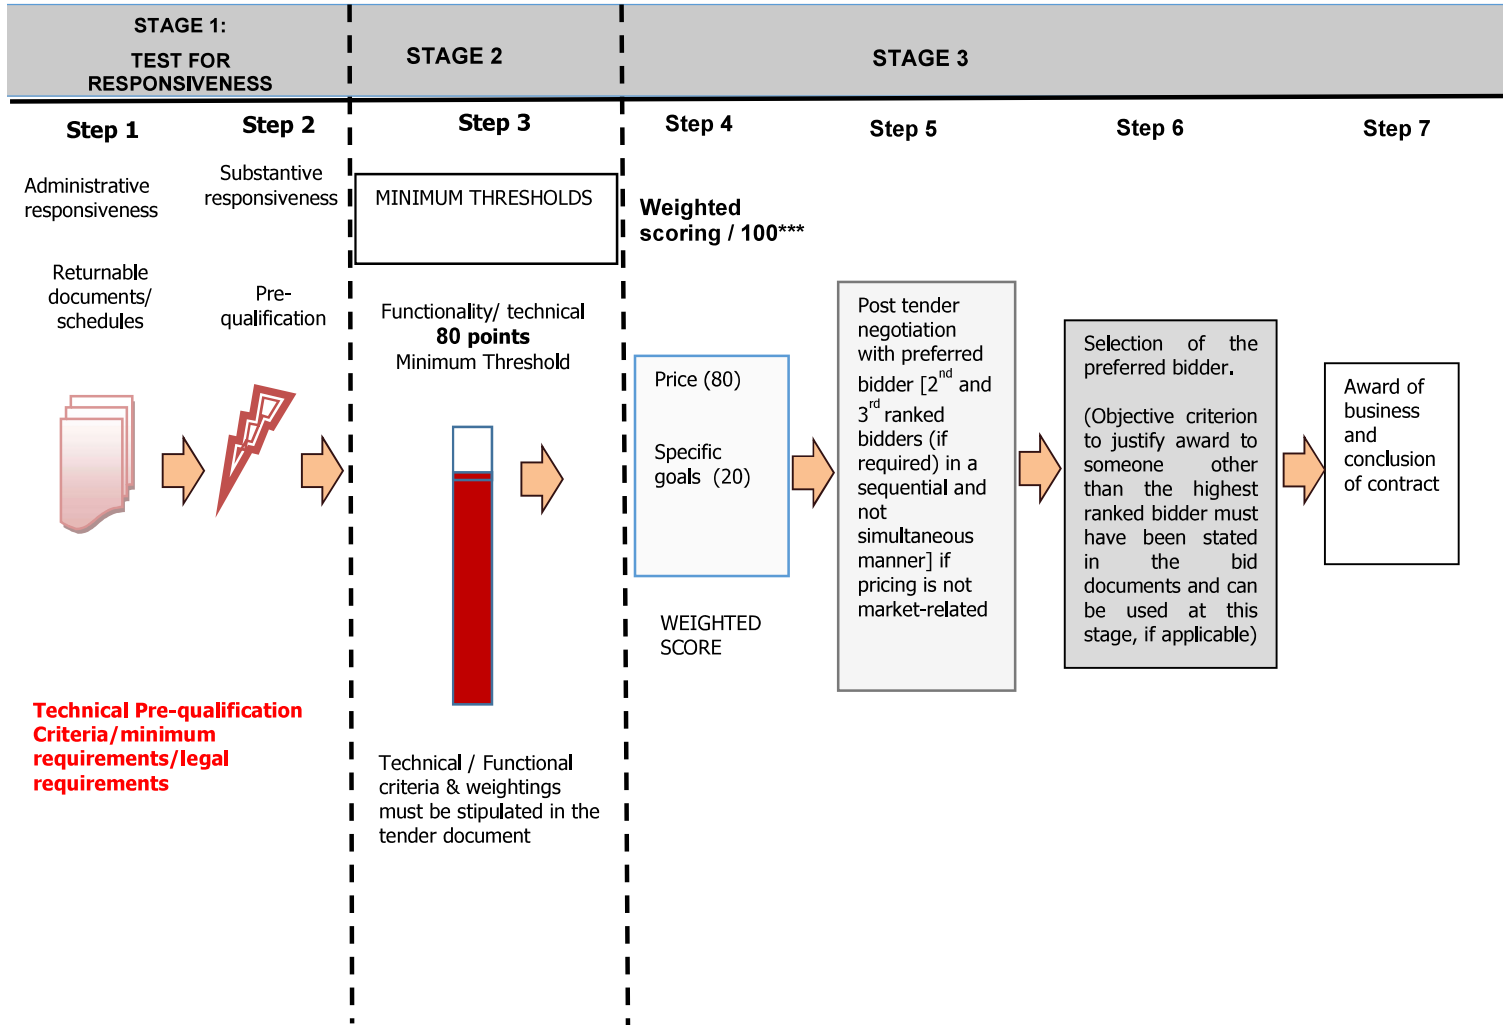 STAGE 1:
TEST FOR
RESPONSIVENESS
STAGE 2
STAGE 3
Step 1
Administrative
responsiveness
Returnable
documents/
schedules
Step 2
Substantive
responsiveness
Pre-
qualification
Technical Pre-qualification
Criteria/minimum
requirements/legal
requirements
Step 3
MINIMUM THRESHOLDS
Functionality/ technical
80 points
Minimum Threshold
Technical / Functional
criteria & weightings
must be stipulated in the
tender document
Step 4
Weighted
scoring / 100***
Price (80)
Specific
goals (20)
WEIGHTED
SCORE
Step 5
Post tender
negotiation
with preferred
bidder [2nd and
3rd ranked
bidders (if
required) in a
sequential and
not
simultaneous
manner] if
pricing is not
market-related
Step 6
Selection of the
preferred bidder.
(Objective criterion
to justify award to
someone other
than the highest
ranked bidder must
have been stated
in the bid
documents and can
be used at this
stage, if applicable)
Step 7
Award of
business
and
conclusion
of contract